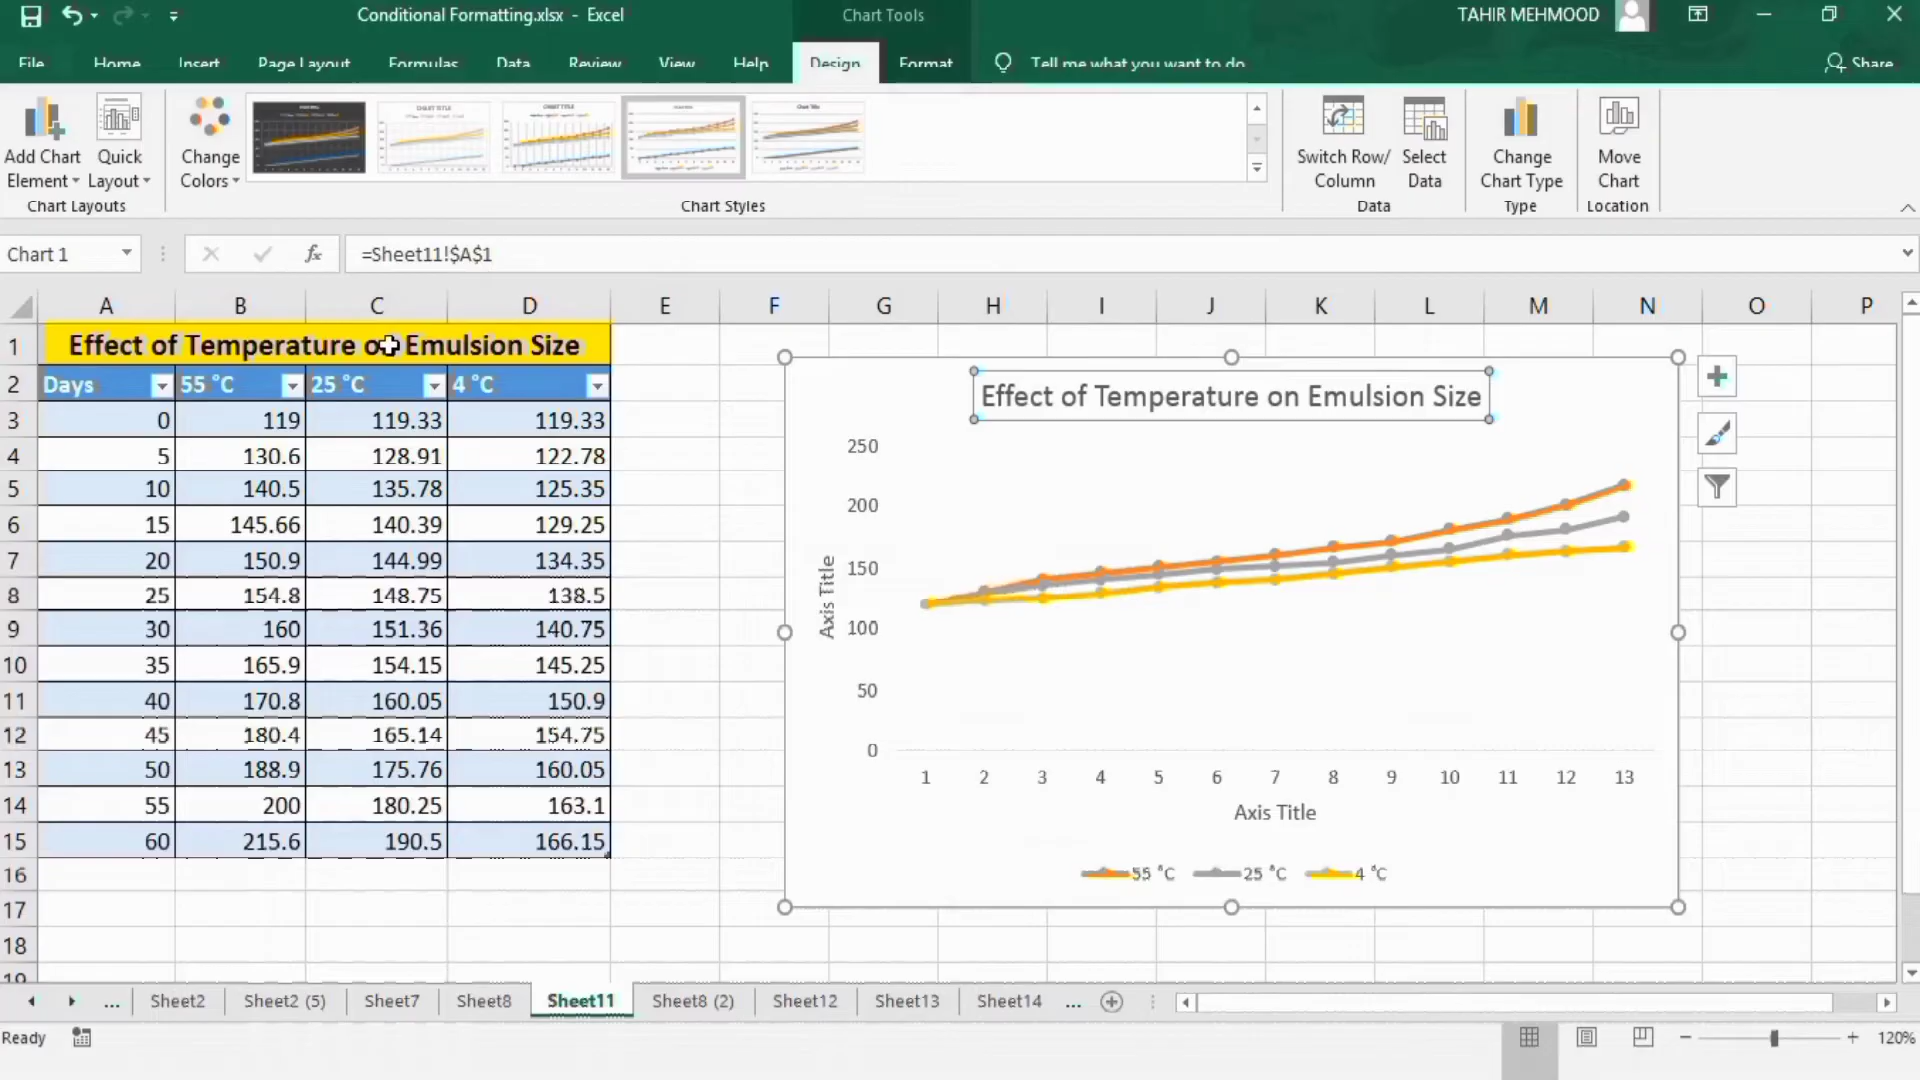 Conditional Formatting.xlsx - Excel
Chart Tools
TAHIR MEHMOOD
File Home Insert Page Layout Formulas Data Review View Help Design Format Tell me what you want to do Share
Add Chart Element
Quick Layout
Chart Layouts
Change Colors
CHART TITLE
CHART TITLE
Chart Title
Chart Styles
Switch Row/ Column
Select Data
Data
Change Chart Type
Type
Move Chart
Location
Chart 1
fx
=Sheet11!$A$1
A B C D E F G H I J K L M N O P
1 Effect of Temperature on Emulsion Size
2 Days 55 °C 25 °C 4 °C
3 0 119 119.33 119.33
4 5 130.6 128.91 122.78
5 10 140.5 135.78 125.35
6 15 145.66 140.39 129.25
7 20 150.9 144.99 134.35
8 25 154.8 148.75 138.5
9 30 160 151.36 140.75
10 35 165.9 154.15 145.25
11 40 170.8 160.05 150.9
12 45 180.4 165.14 154.75
13 50 188.9 175.76 160.05
14 55 200 180.25 163.1
15 60 215.6 190.5 166.15
16
17
18
19
Effect of Temperature on Emulsion Size
250
200
150
100
50
0
Axis Title
1 2 3 4 5 6 7 8 9 10 11 12 13
Axis Title
55 °C 25 °C 4 °C
... Sheet2 Sheet2 (5) Sheet7 Sheet8 Sheet11 Sheet8 (2) Sheet12 Sheet13 Sheet14 ...
Ready
120%